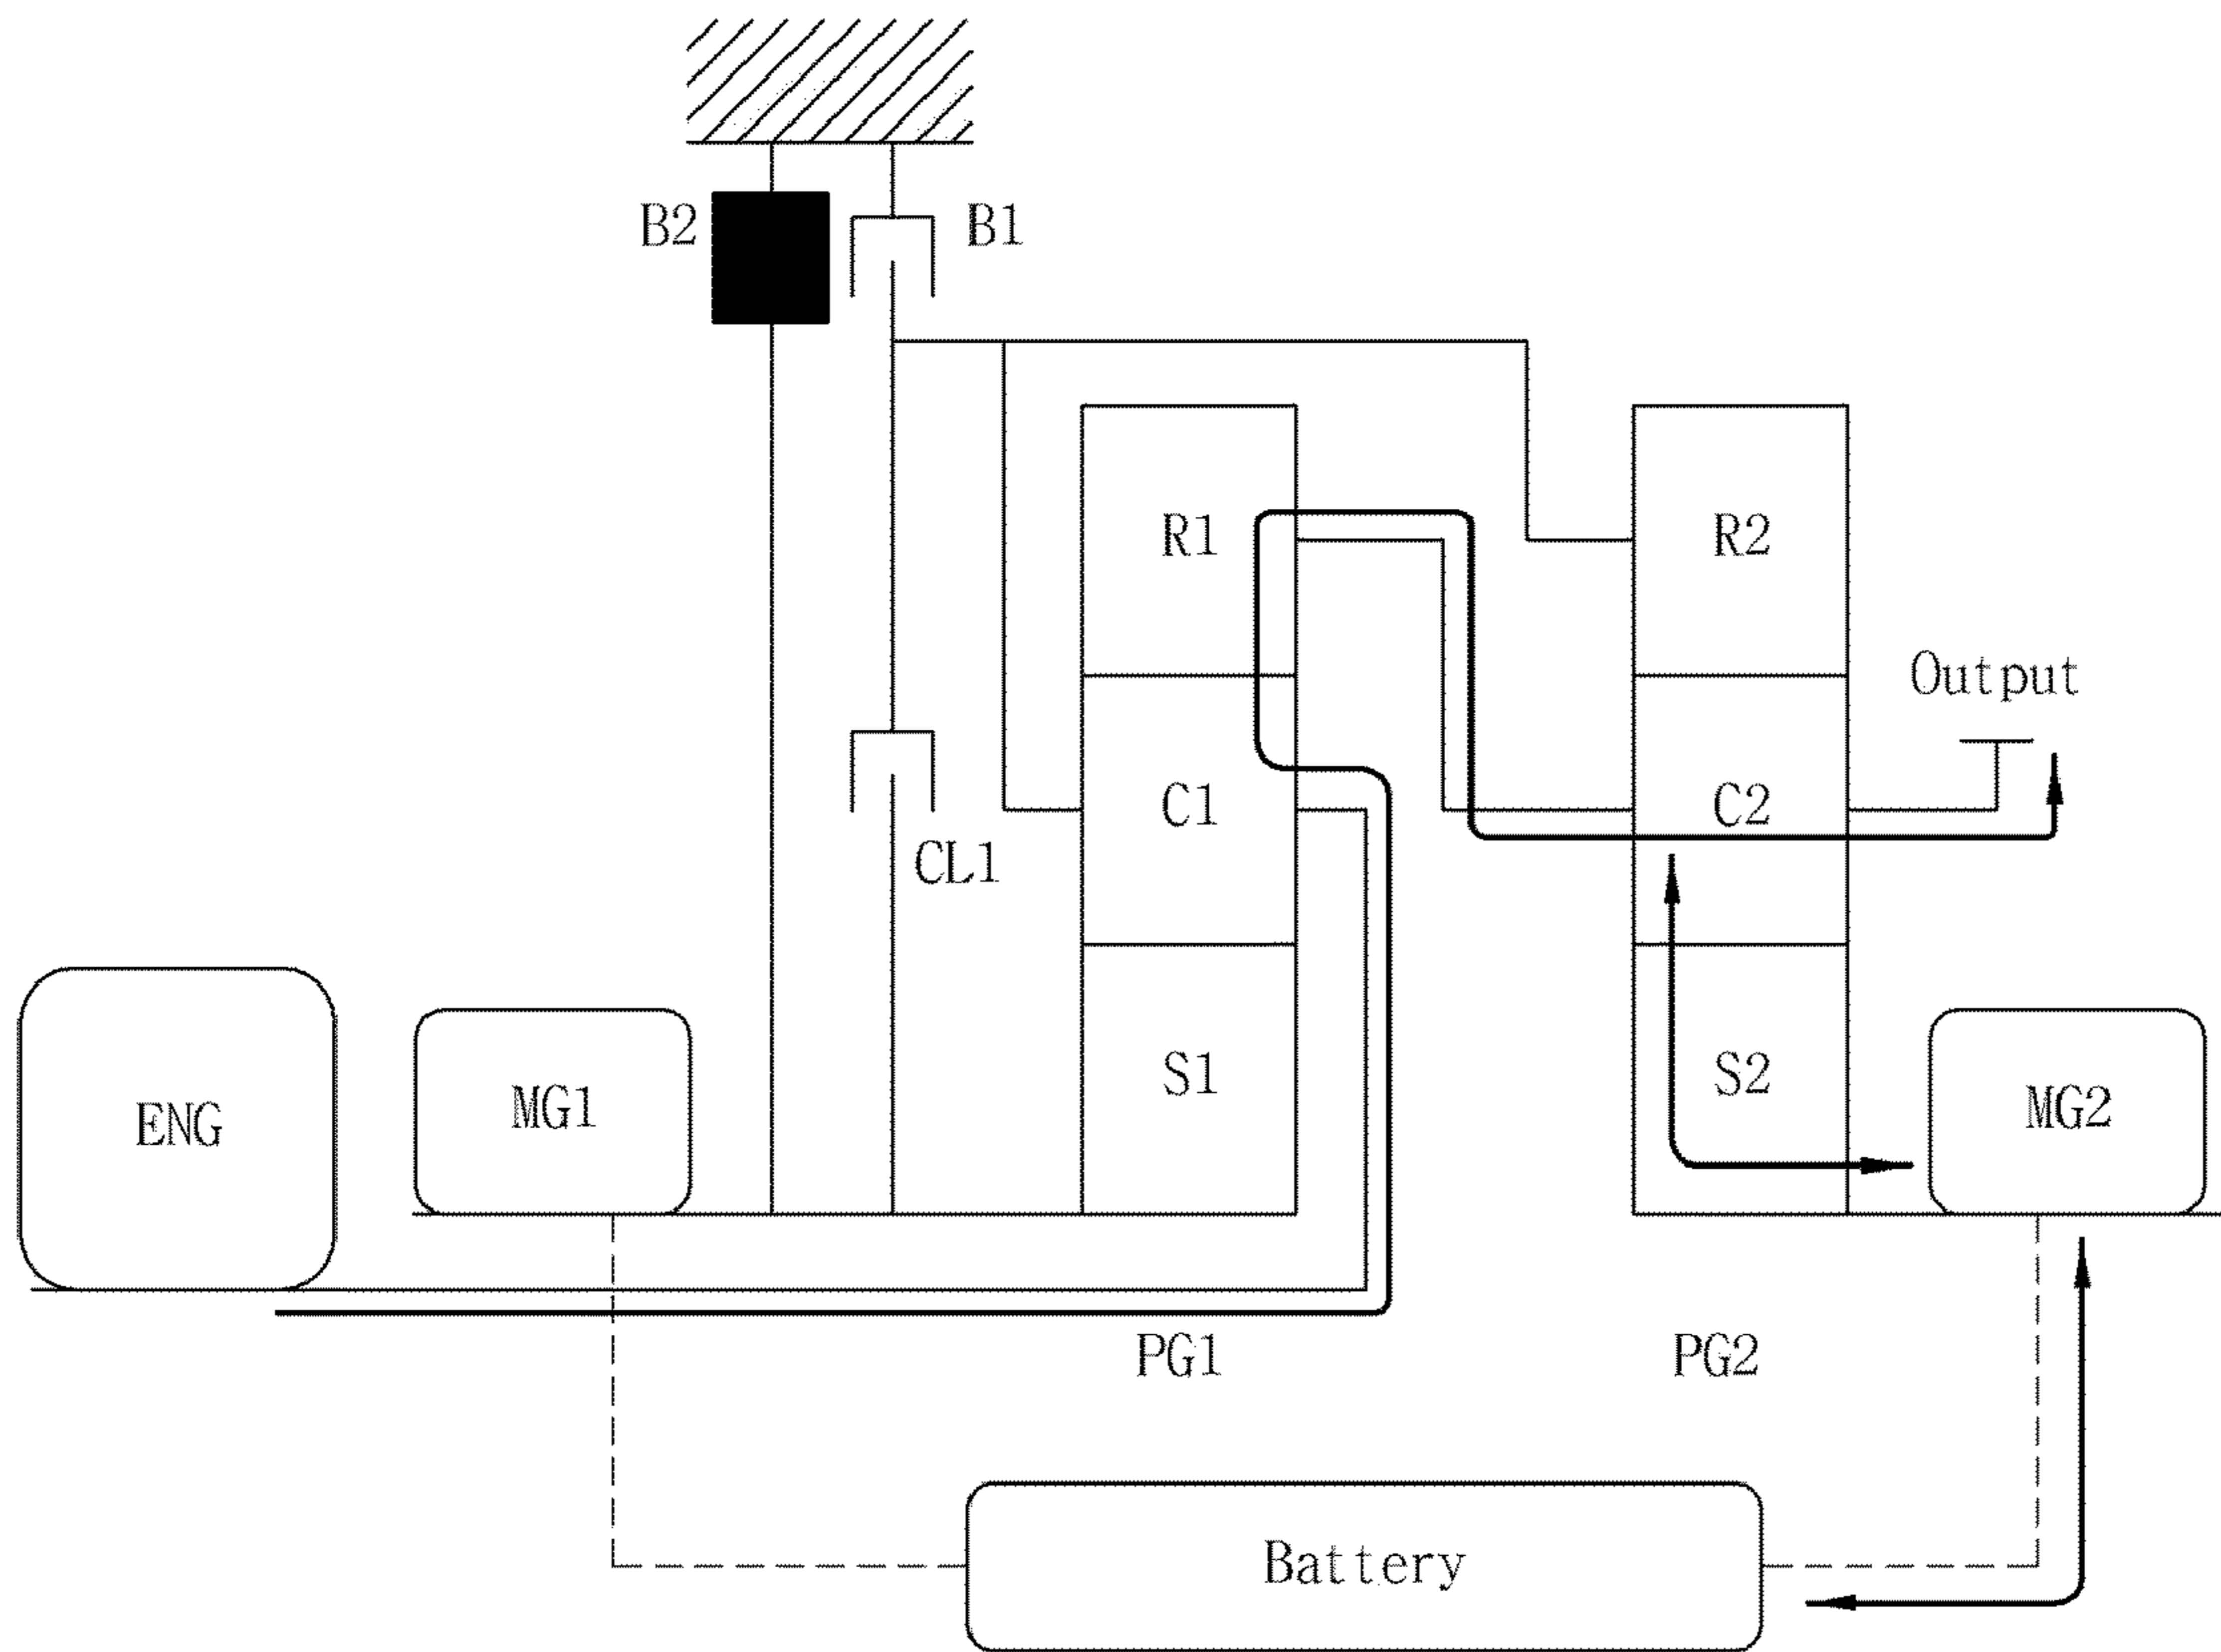 B2
B1
R1
R2
Output
C1
C2
CL1
ENG
MG1
S1
S2
MG2
PG1
PG2
Battery